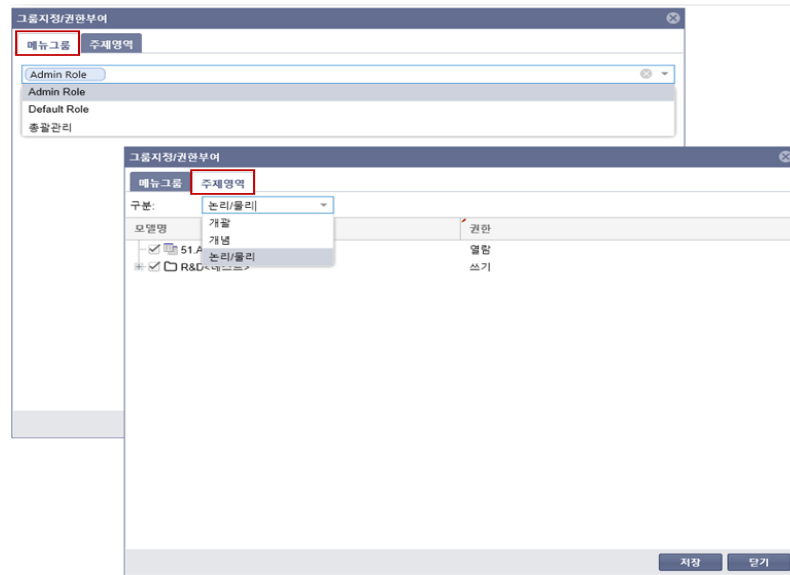 그룹지정/권한부여
메뉴그룹 주제영역
Admin Role
Admin Role
Default Role
총괄관리
그룹지정/권한부여
메뉴그룹 주제영역
구분: 논리/물리
개괄
개념
논리/물리
모델명 권한
51.A 열람
R&D<테스트> 쓰기
저장 닫기